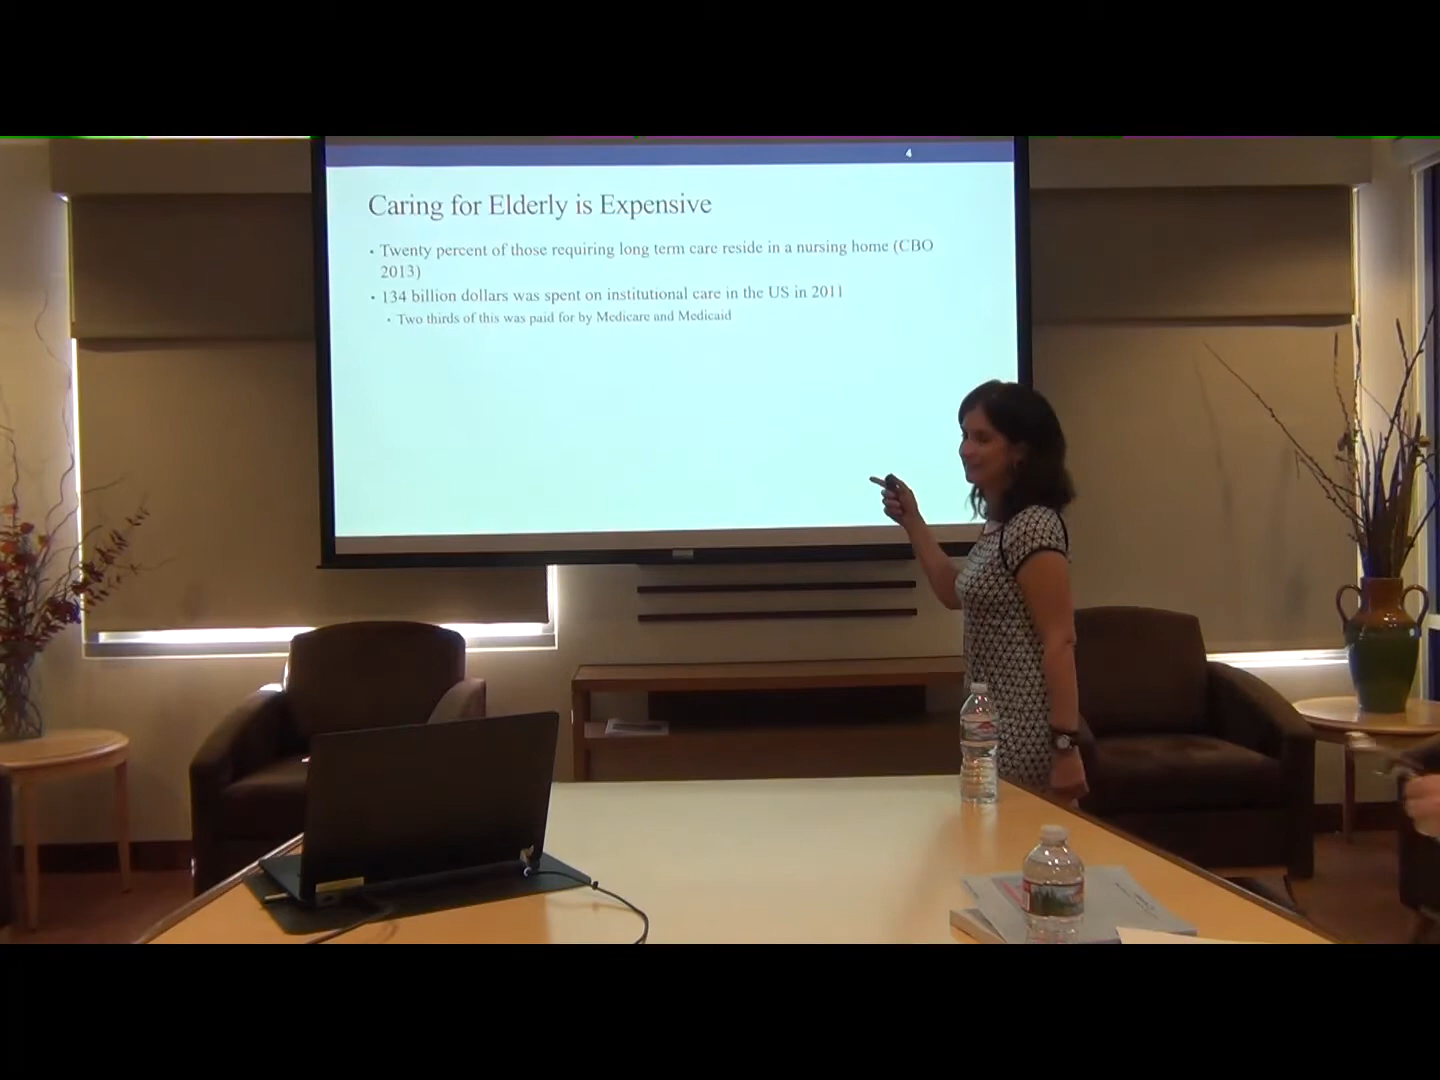 4
Caring for Elderly is Expensive
• Twenty percent of those requiring long term care reside in a nursing home (CBO
2013)
• 134 billion dollars was spent on institutional care in the US in 2011
• Two thirds of this was paid for by Medicare and Medicaid